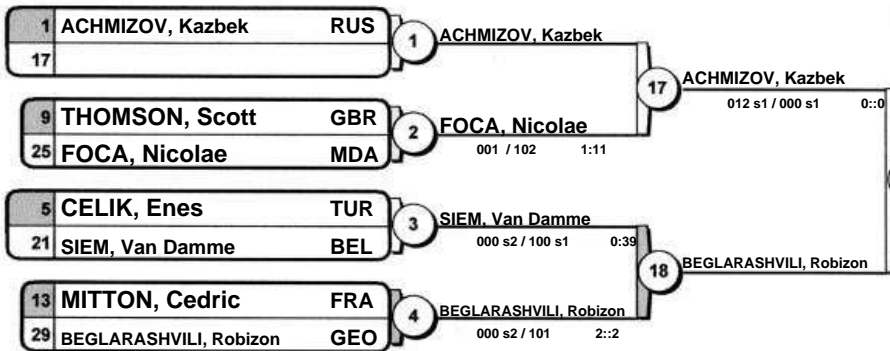 1 ACHMIZOV, Kazbek RUS
17
1 ACHMIZOV, Kazbek
9 THOMSON, Scott GBR
25 FOCA, Nicolae MDA
2 FOCA, Nicolae
001 / 102 1:11
17 ACHMIZOV, Kazbek
012 s1 / 000 s1 0::0
5 CELIK, Enes TUR
21 SIEM, Van Damme BEL
3 SIEM, Van Damme
000 s2 / 100 s1 0:39
13 MITTON, Cedric FRA
29 BEGLARASHVILI, Robizon GEO
4 BEGLARASHVILI, Robizon
000 s2 / 101 2::2
18 BEGLARASHVILI, Robizon